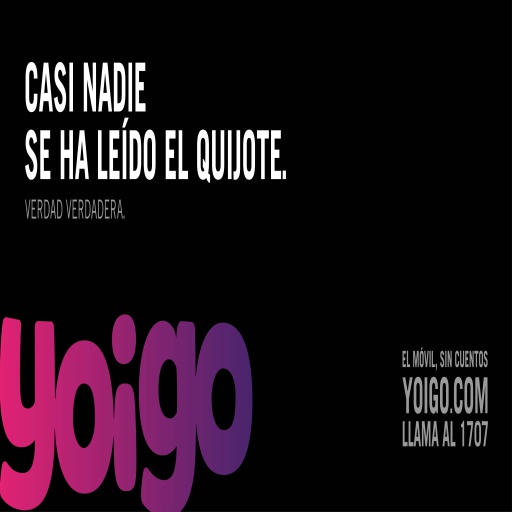 CASI NADIE
SE HA LEÍDO EL QUIJOTE.
VERDAD VERDADERA.
yoigo
EL MÓVIL, SIN CUENTOS
YOIGO.COM
LLAMA AL 1707